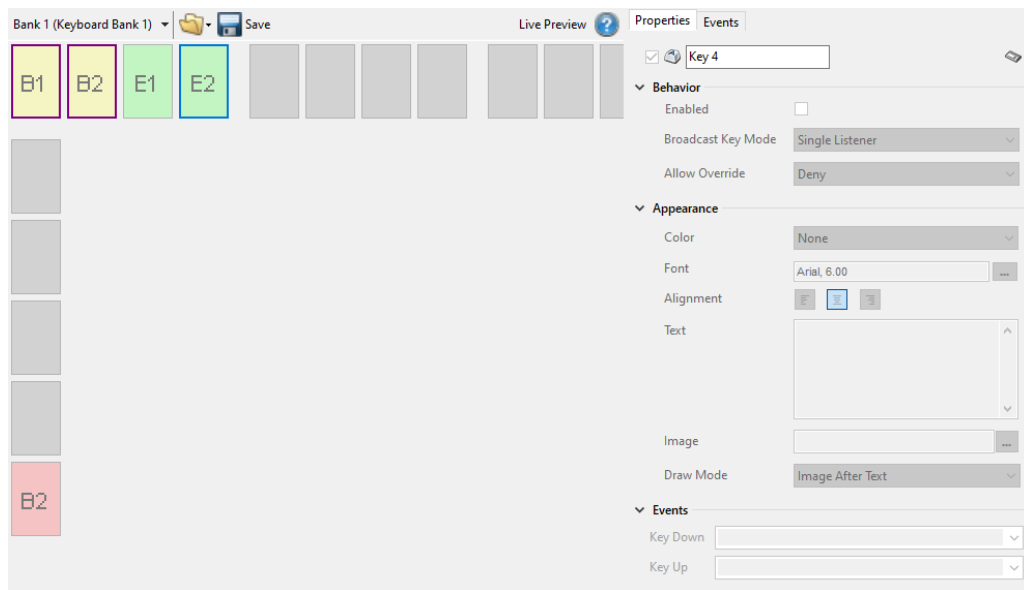 Bank 1 (Keyboard Bank 1) Save Live Preview ?
Properties Events
B1 B2 E1 E2
Key 4
Behavior
Enabled
Broadcast Key Mode Single Listener
Allow Override Deny
Appearance
Color None
Font Arial, 6.00 ...
Alignment
Text
Image ...
Draw Mode Image After Text
B2
Events
Key Down
Key Up